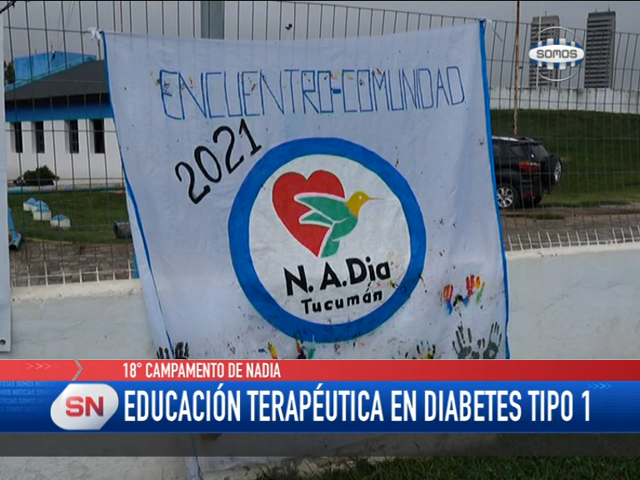 SOMOS
ENCUENTRO-COMUNIDAD
2021
N.A.Dia
Tucumán
18° CAMPAMENTO DE NADIA
SN
EDUCACIÓN TERAPÉUTICA EN DIABETES TIPO 1